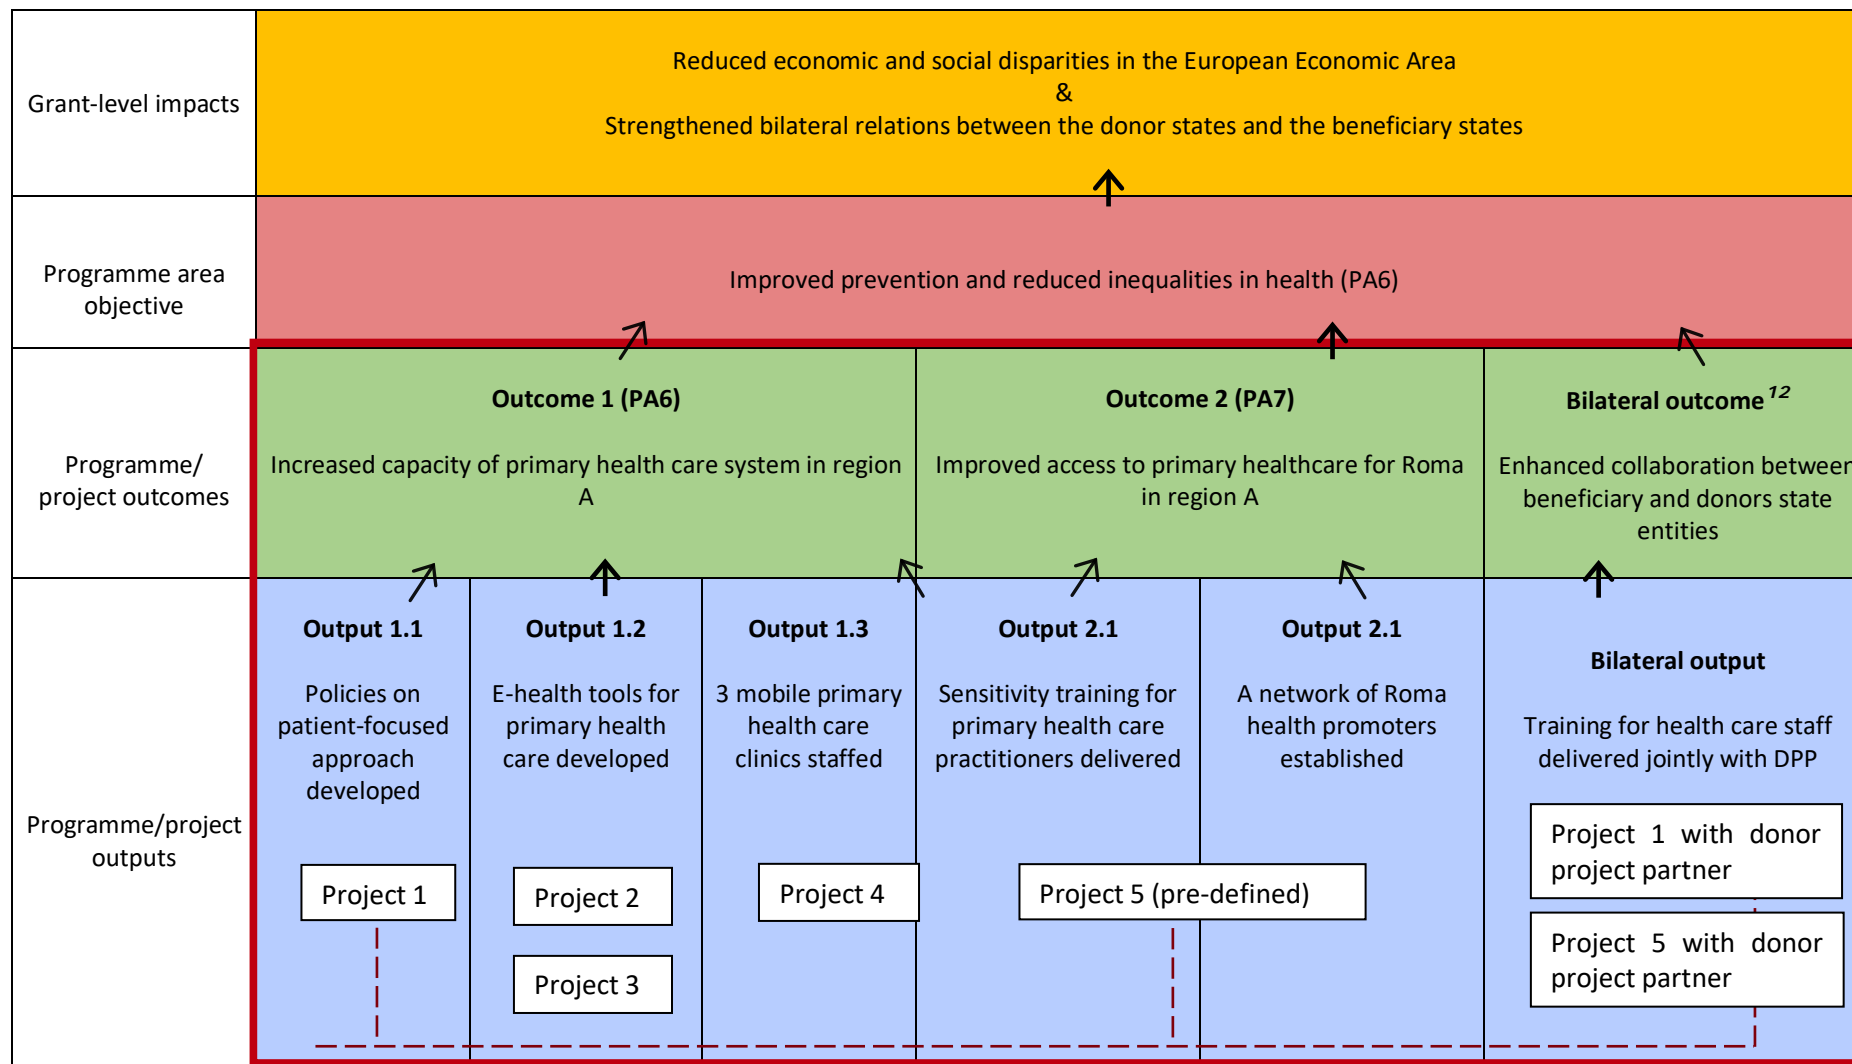 Grant-level impacts
Reduced economic and social disparities in the European Economic Area
&
Strengthened bilateral relations between the donor states and the beneficiary states
Programme area
objective
Improved prevention and reduced inequalities in health (PA6)
Programme/
project outcomes
Outcome 1 (PA6)
Increased capacity of primary health care system in region
A
Outcome 2 (PA7)
Improved access to primary healthcare for Roma
in region A
Bilateral outcome 12
Enhanced collaboration between
beneficiary and donors state
entities
Programme/project
outputs
Output 1.1
Policies on
patient-focused
approach
developed
Project 1
Output 1.2
E-health tools for
primary health
care developed
Project 2
Project 3
Output 1.3
3 mobile primary
health care
clinics staffed
Project 4
Output 2.1
Sensitivity training for
primary health care
practitioners delivered
Output 2.1
A network of Roma
health promoters
established
Project 5 (pre-defined)
Bilateral output
Training for health care staff
delivered jointly with DPP
Project 1 with donor
project partner
Project 5 with donor
project partner